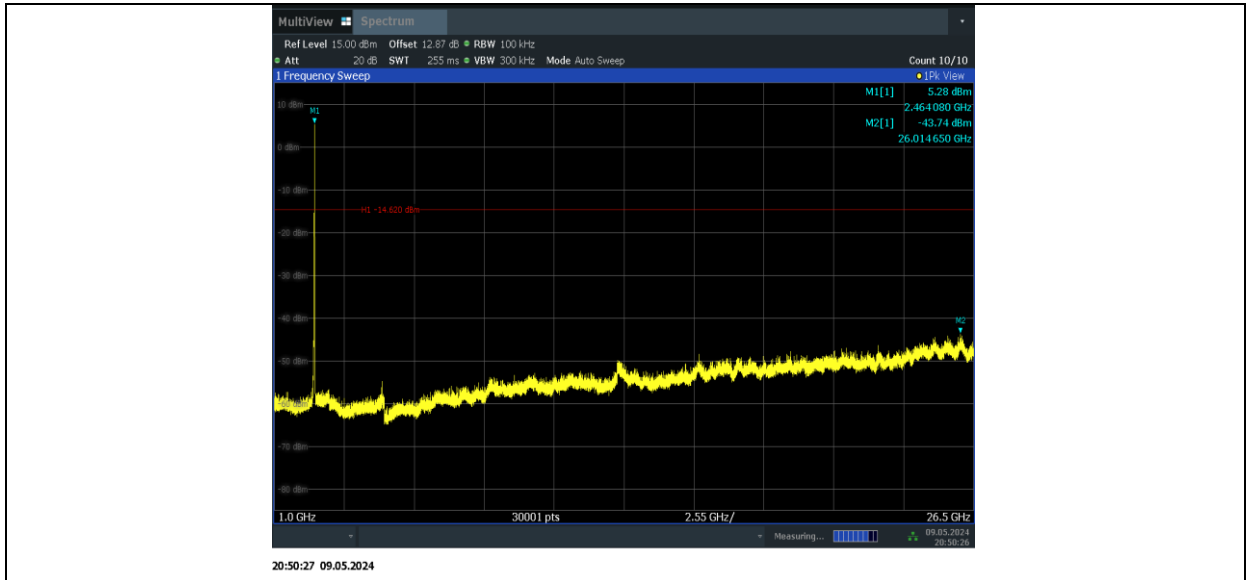 MultiView Spectrum
Ref Level 15.00 dBm Offset 12.87 dB RBW 100 kHz
Att 20 dB SWT 255 ms VBW 300 kHz Mode Auto Sweep Count 10/10
1 Frequency Sweep 1Pk View
M1[1] 5.28 dBm
2.464080 GHz
M2[1] -43.74 dBm
26.014650 GHz
10 dBm
M1
0 dBm
-10 dBm
H1 -14.620 dBm
-20 dBm
-30 dBm
-40 dBm
M2
-50 dBm
-60 dBm
-70 dBm
-80 dBm
1.0 GHz 30001 pts 2.55 GHz/ 26.5 GHz
Measuring... 09.05.2024
20:50:26
20:50:27 09.05.2024